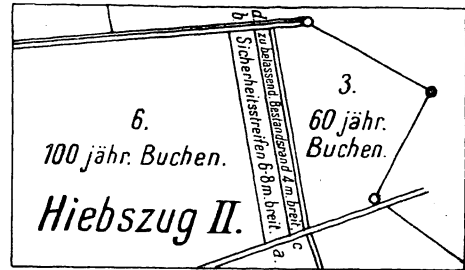 d
b
zu belassend. Bestandsrand 4 m. breit.
Sicherheitsstreifen 6-8 m. breit.
c
a.
3.
60 jähr.
Buchen.
6.
100 jähr. Buchen.
Hiebszug II.